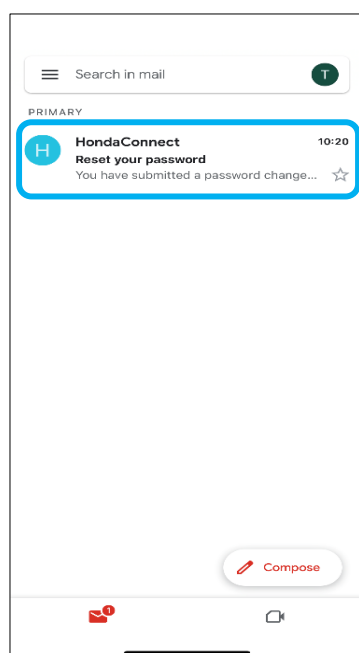 Search in mail
T
PRIMARY
H
HondaConnect 10:20
Reset your password
You have submitted a password change...
Compose
1